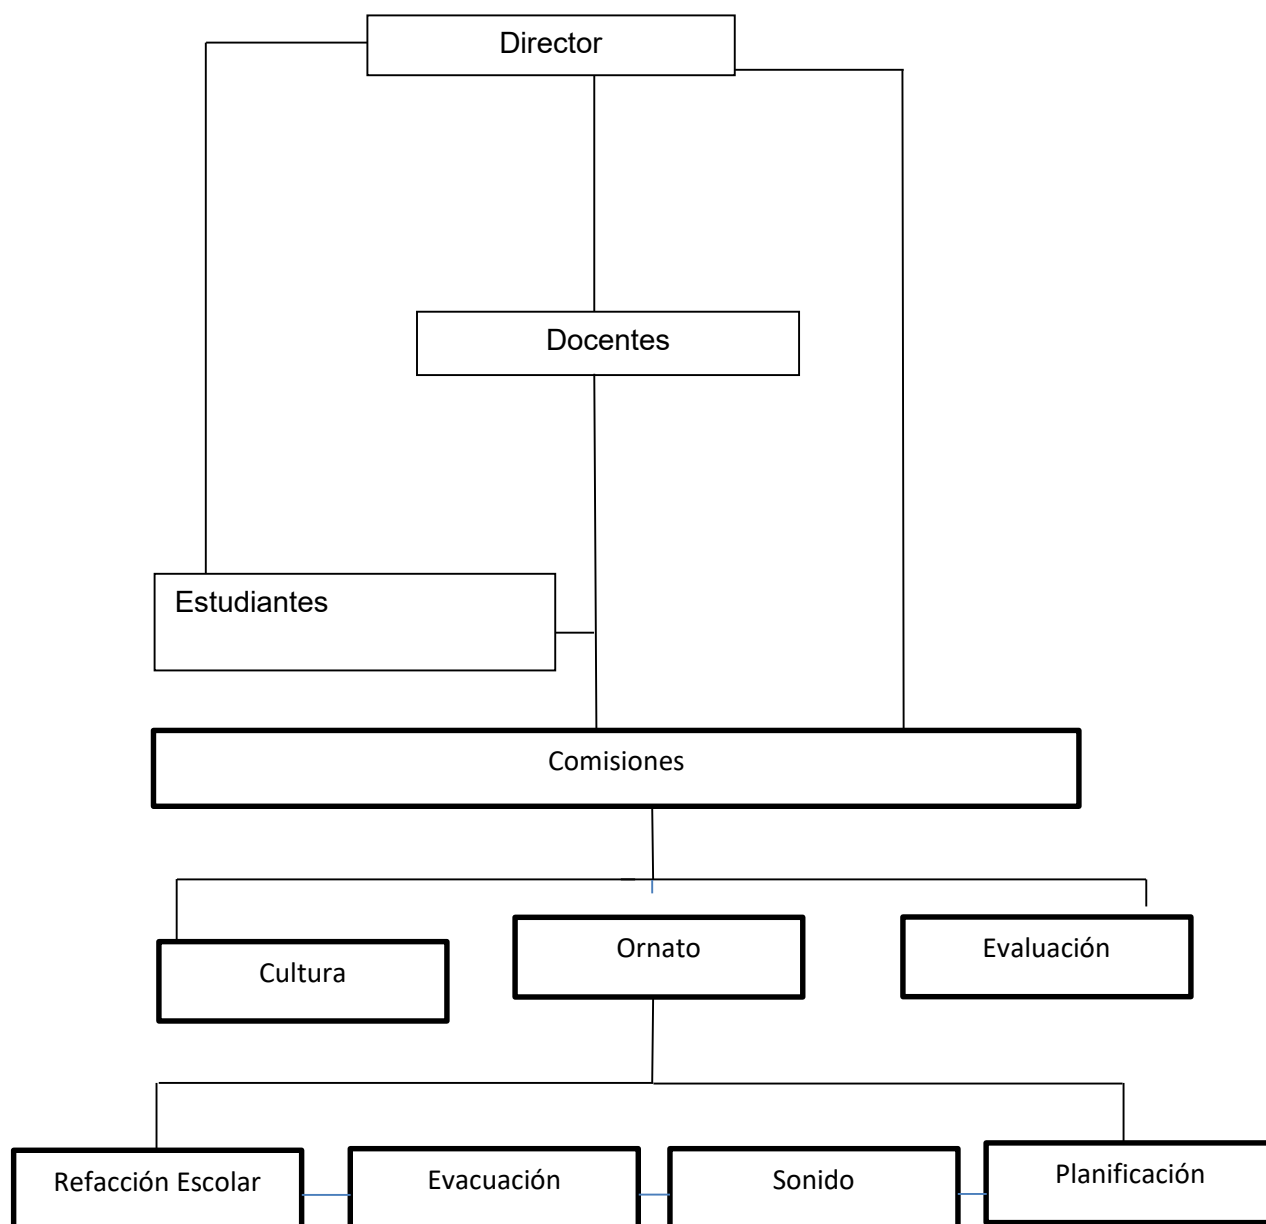 Director
Docentes
Estudiantes
Comisiones
Cultura
Ornato
Evaluación
Refacción Escolar
Evacuación
Sonido
Planificación